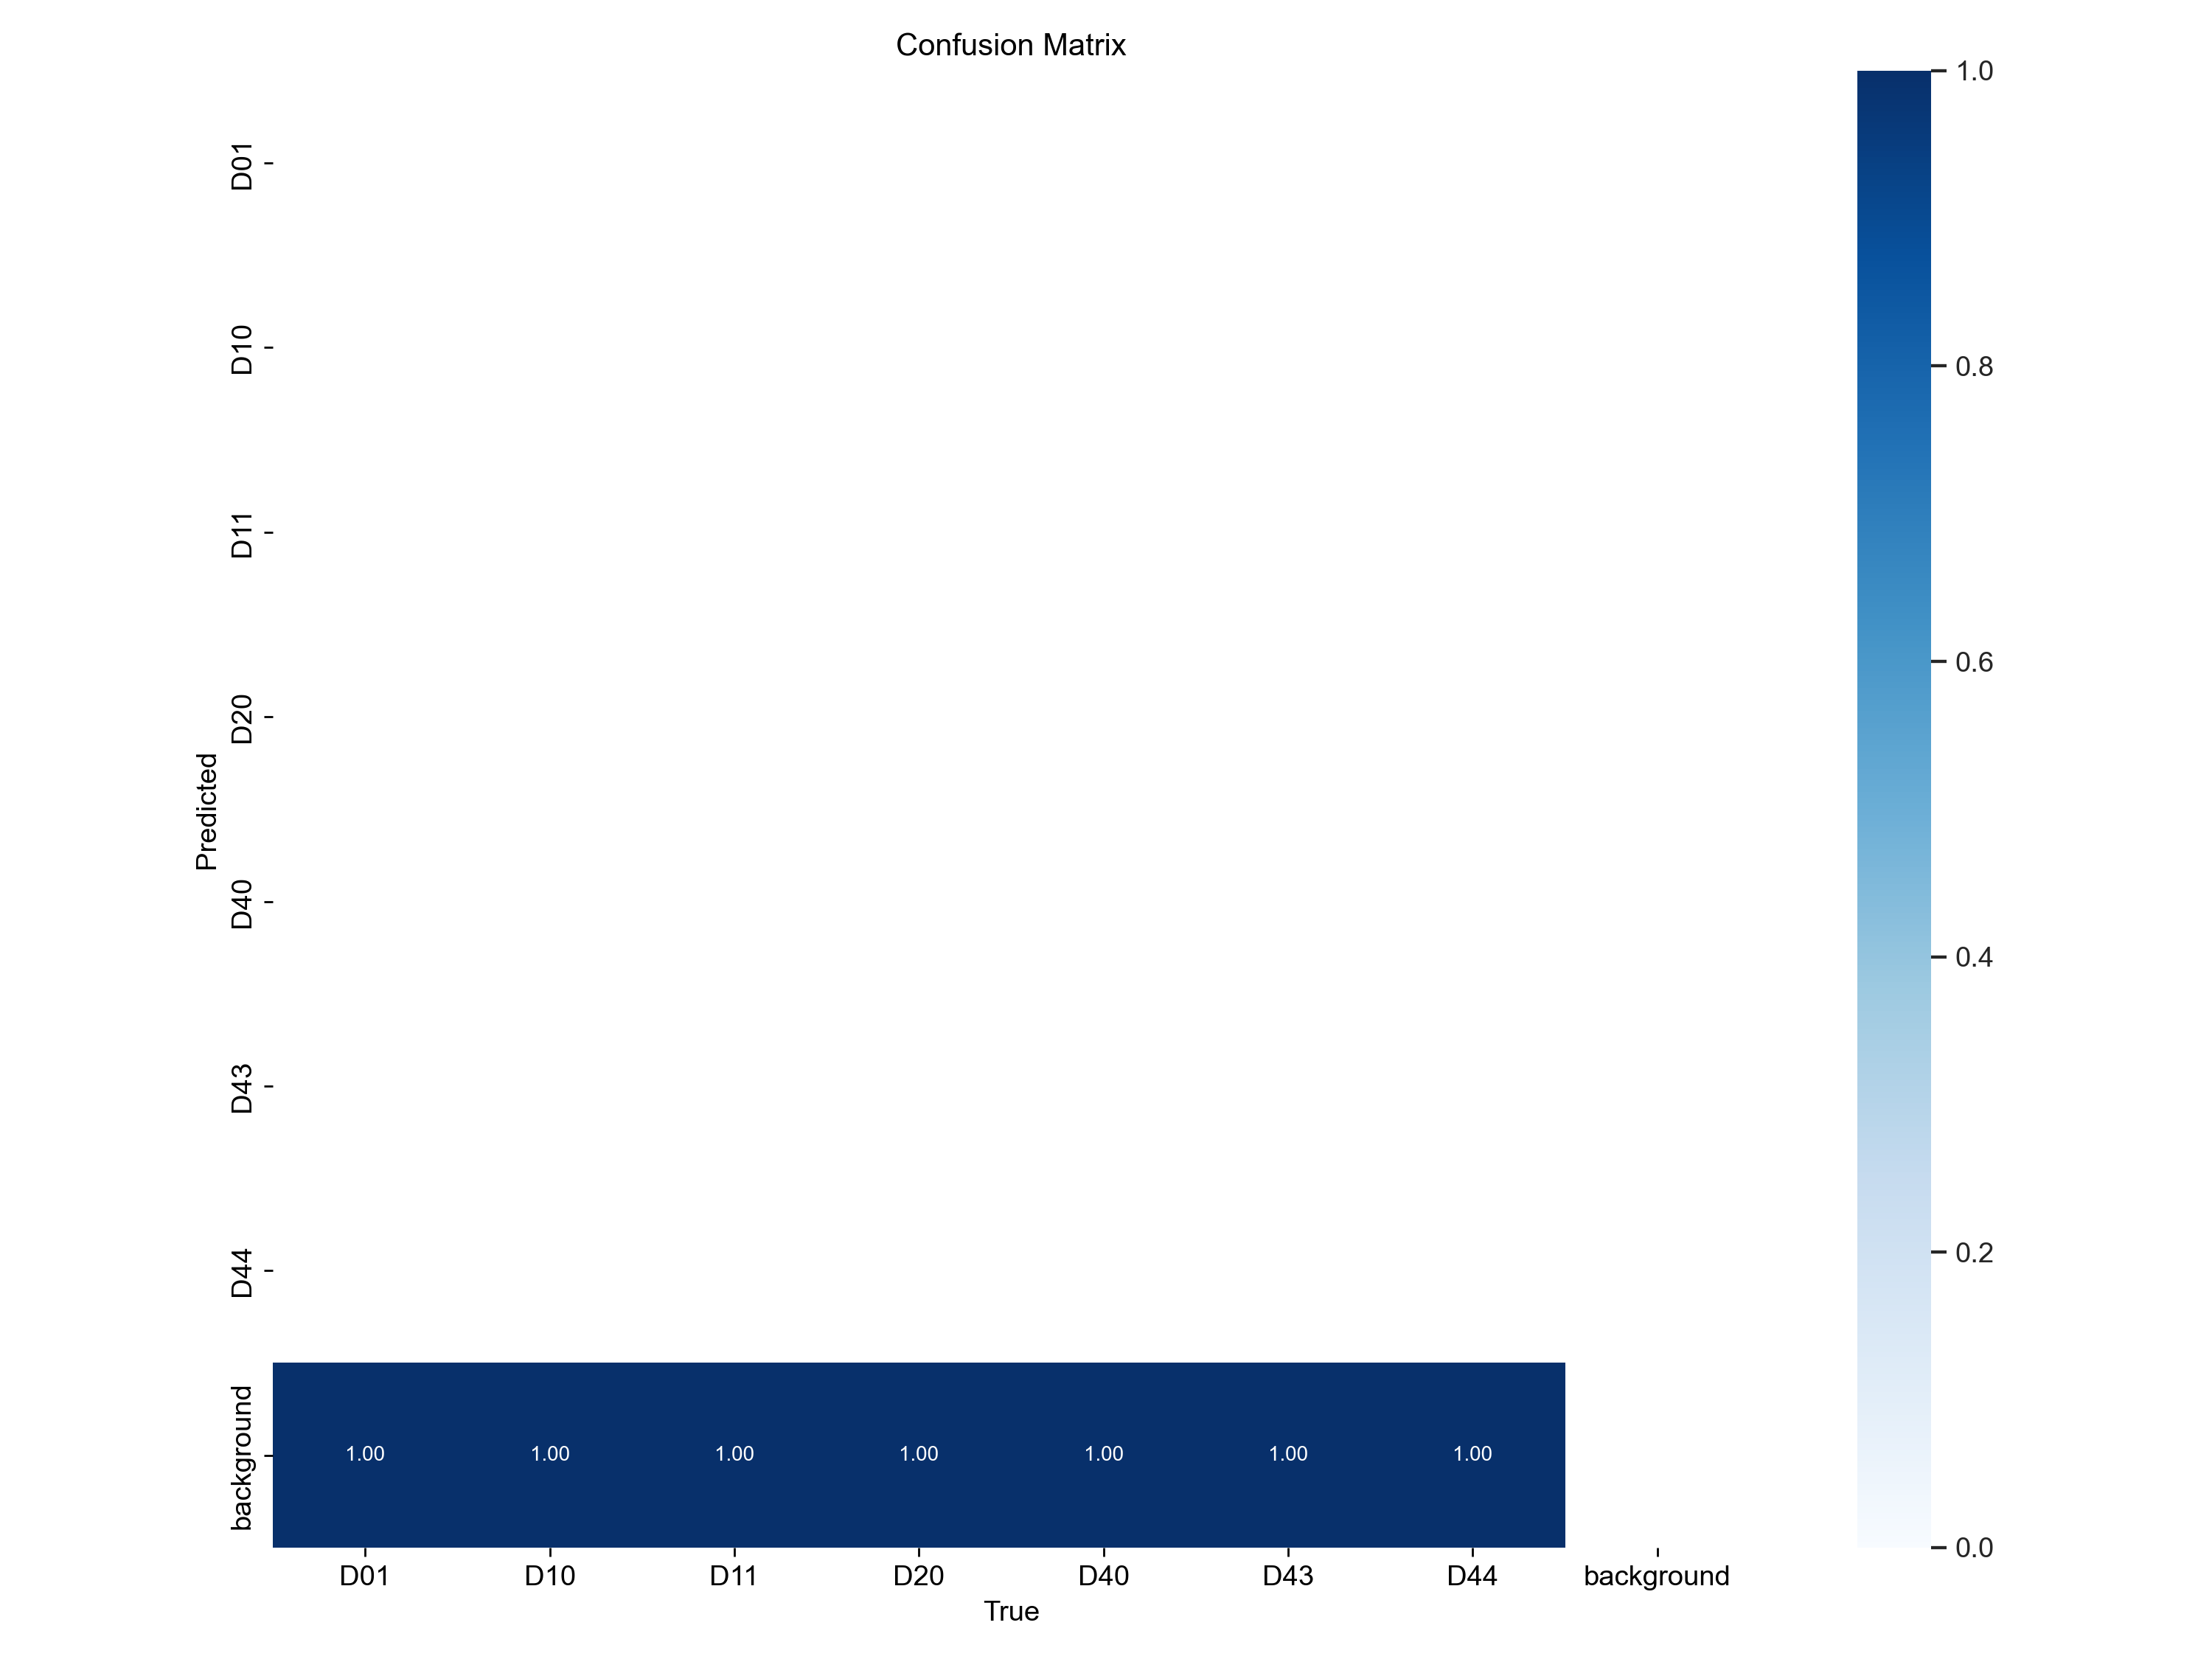 Confusion Matrix
D01
D10
D11
D20
D40
D43
D44
background
Predicted
1.00 1.00 1.00 1.00 1.00 1.00 1.00
D01 D10 D11 D20 D40 D43 D44 background
True
1.0
0.8
0.6
0.4
0.2
0.0